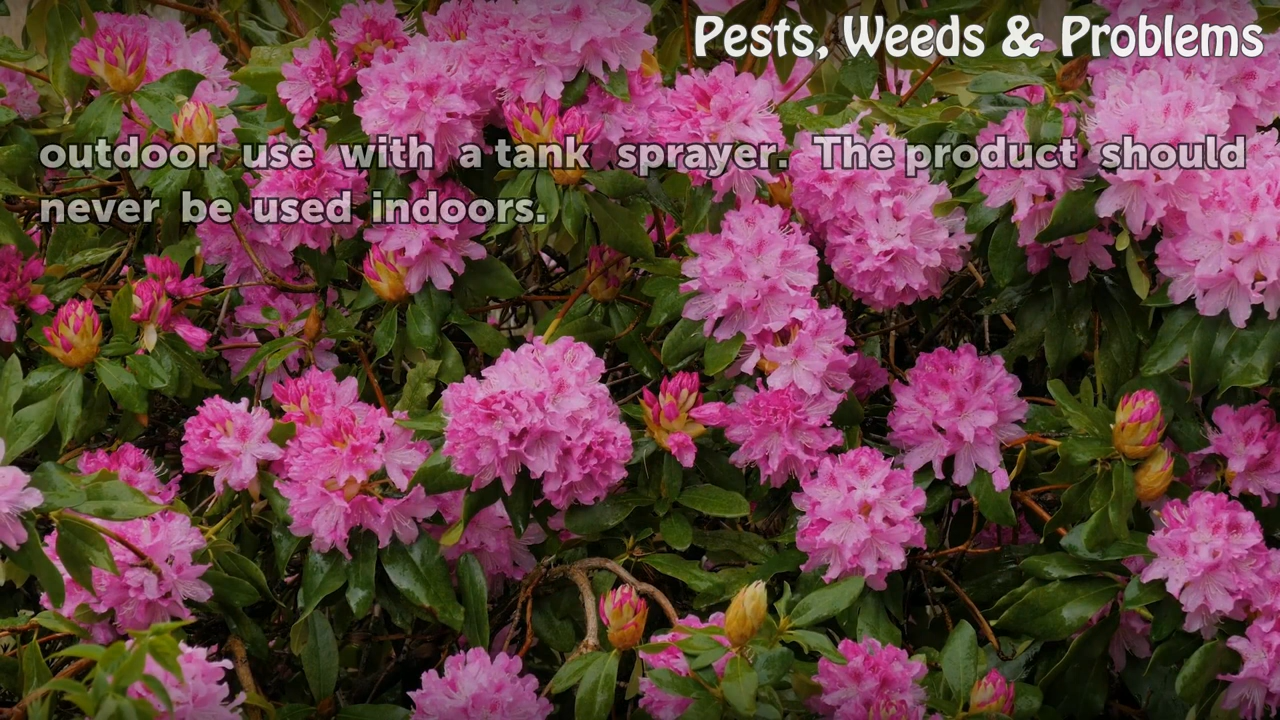 Pests, Weeds & Problems
outdoor use with a tank sprayer. The product should
never be used indoors.